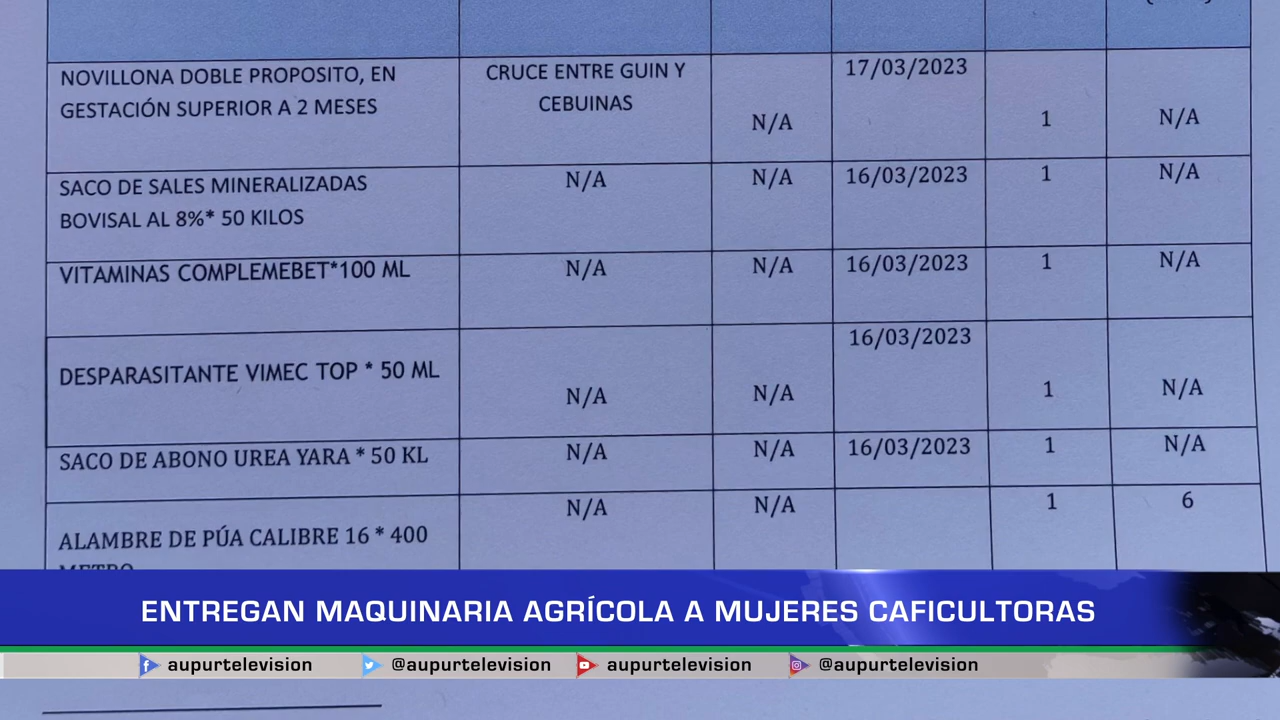 NOVILLONA DOBLE PROPOSITO, EN
GESTACIÓN SUPERIOR A 2 MESES
CRUCE ENTRE GUIN Y
CEBUINAS
N/A
17/03/2023
1
N/A
SACO DE SALES MINERALIZADAS
BOVISAL AL 8%* 50 KILOS
N/A
N/A
16/03/2023
1
N/A
VITAMINAS COMPLEMEBET*100 ML
N/A
N/A
16/03/2023
1
N/A
DESPARASITANTE VIMEC TOP * 50 ML
N/A
N/A
16/03/2023
1
N/A
SACO DE ABONO UREA YARA * 50 KL
N/A
N/A
16/03/2023
1
N/A
ALAMBRE DE PÚA CALIBRE 16 * 400
N/A
N/A
1
6
ENTREGAN MAQUINARIA AGRÍCOLA A MUJERES CAFICULTORAS
aupurtelevision
@aupurtelevision
aupurtelevision
@aupurtelevision